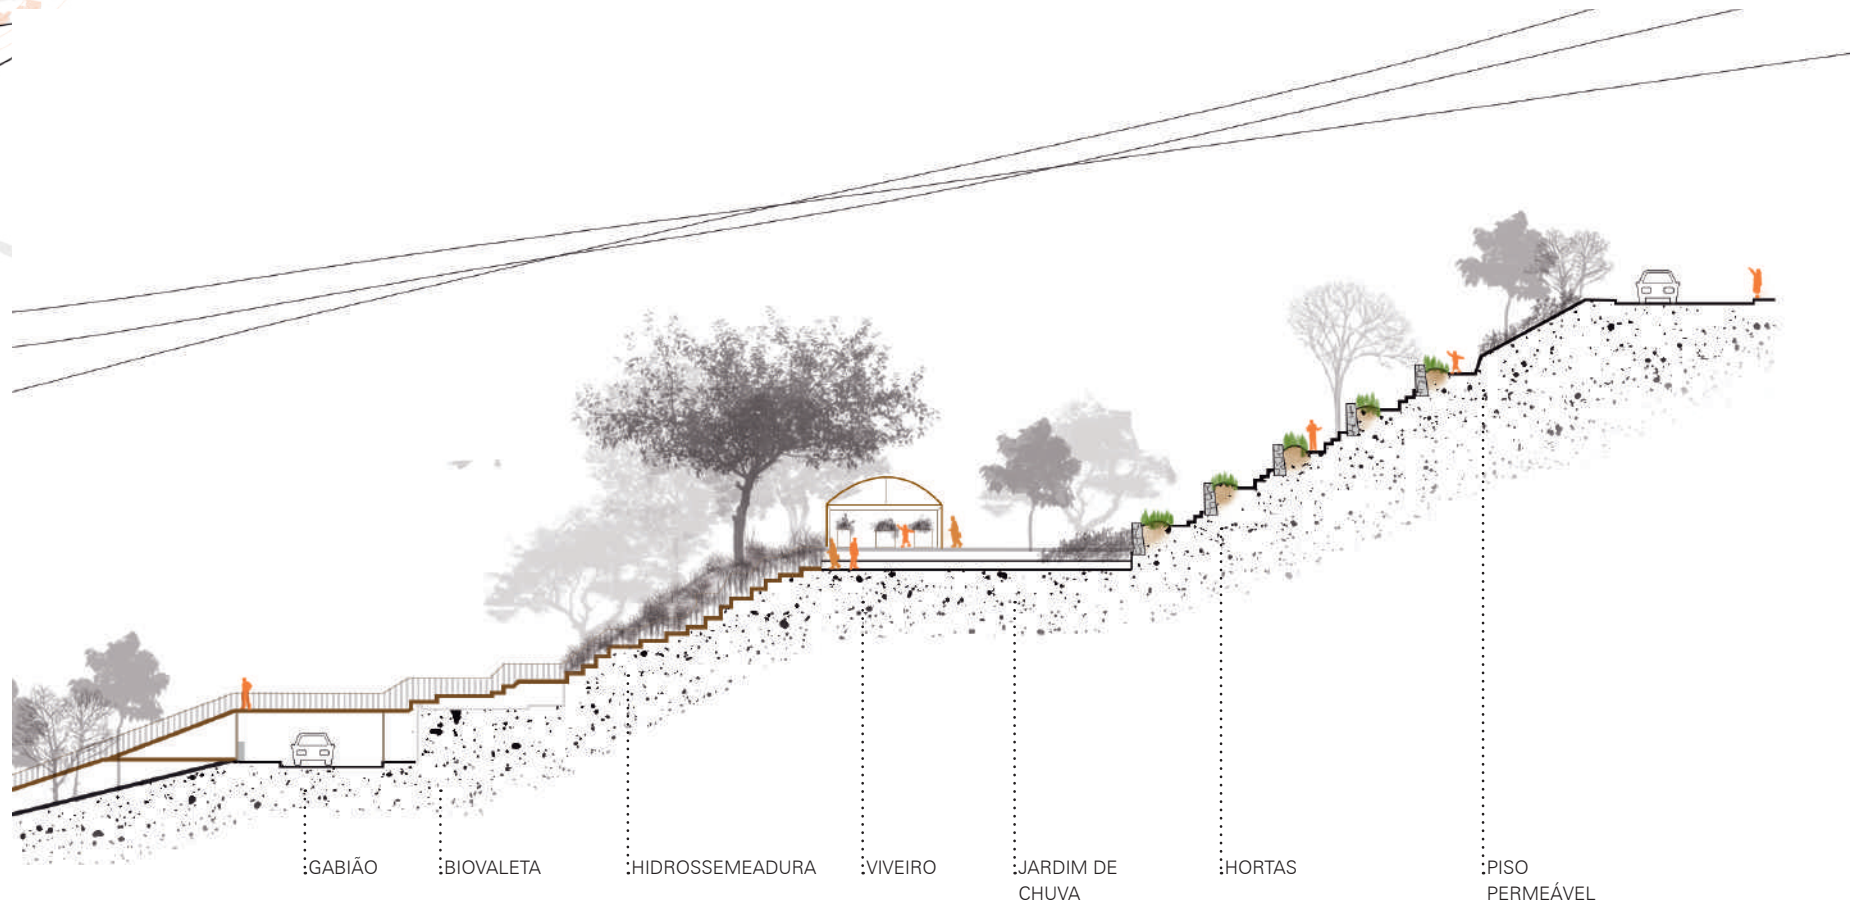 GABIÃO
BIOVALETA
HIDROSSEMEADURA
VIVEIRO
JARDIM DE
CHUVA
HORTAS
PISO
PERMEÁVEL